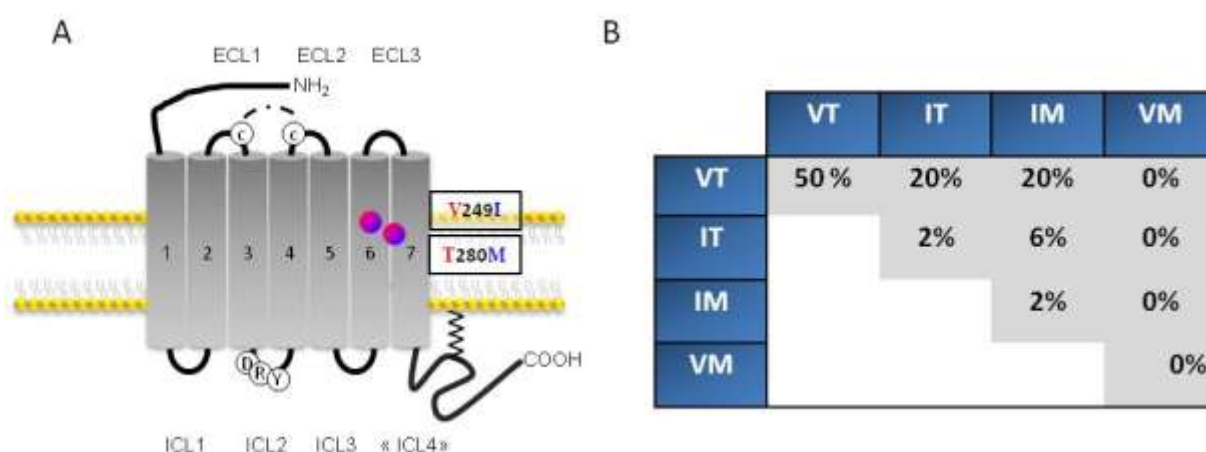 A
ECL1 ECL2 ECL3
NH2
C C
V249I
1 2 3 4 5 6 7
T280M
D
R
Y
COOH
ICL1 ICL2 ICL3 « ICL4»
B
VT IT IM VM
VT 50 % 20% 20% 0%
IT 2% 6% 0%
IM 2% 0%
VM 0%